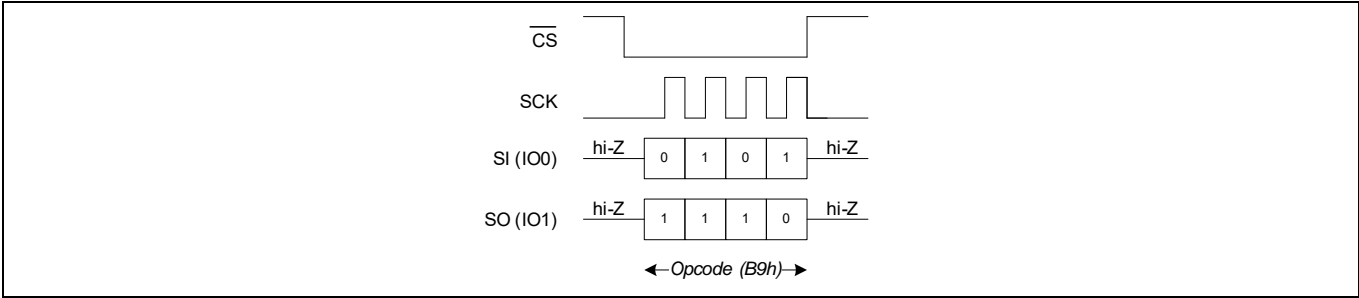 CS
SCK
SI (IO0) hi-Z 0 1 0 1 hi-Z
SO (IO1) hi-Z 1 1 1 0 hi-Z
Opcode (B9h)